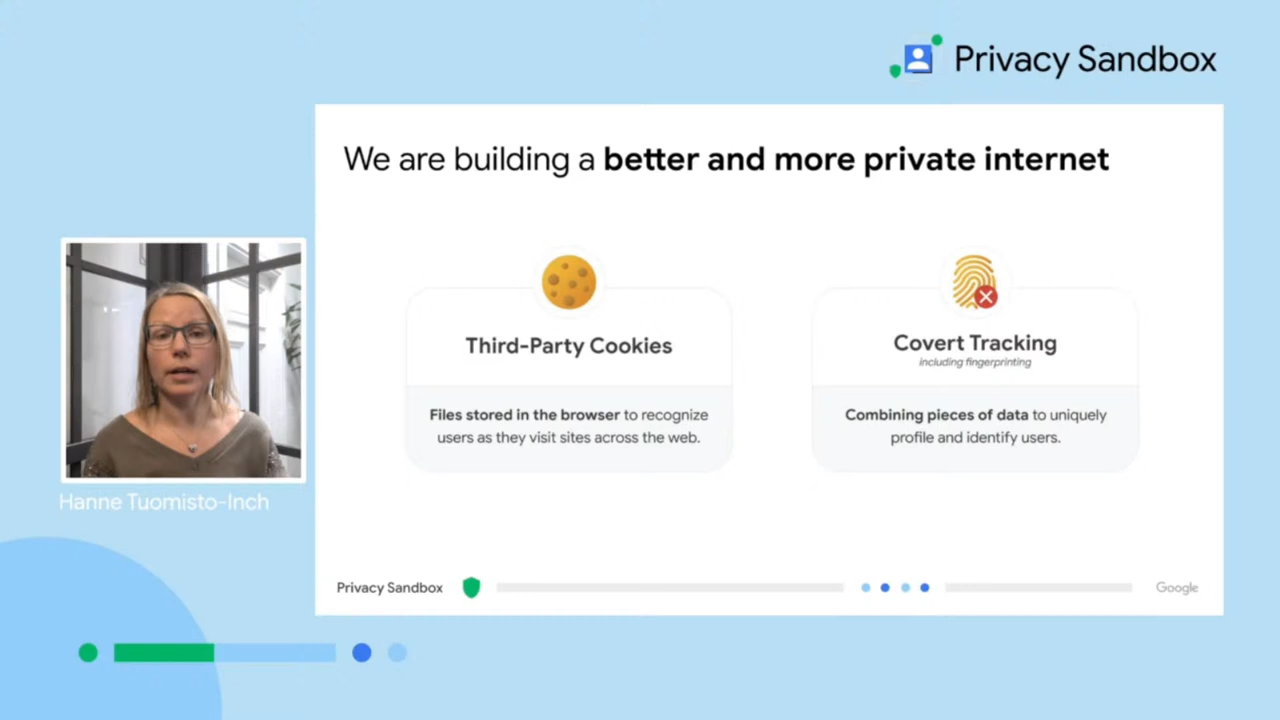 Privacy Sandbox
We are building a better and more private internet
Third-Party Cookies
Files stored in the browser to recognize
users as they visit sites across the web.
Covert Tracking
including fingerprinting
Combining pieces of data to uniquely
profile and identify users.
Hanne Tuomisto-Inch
Privacy Sandbox
Google